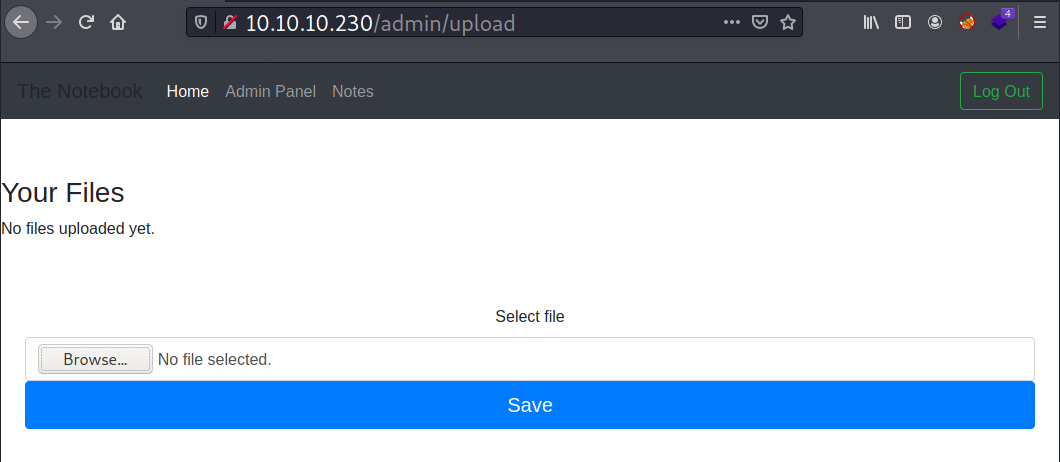 10.10.10.230/admin/upload
4
The Notebook Home Admin Panel Notes Log Out
Your Files
No files uploaded yet.
Select file
Browse... No file selected.
Save